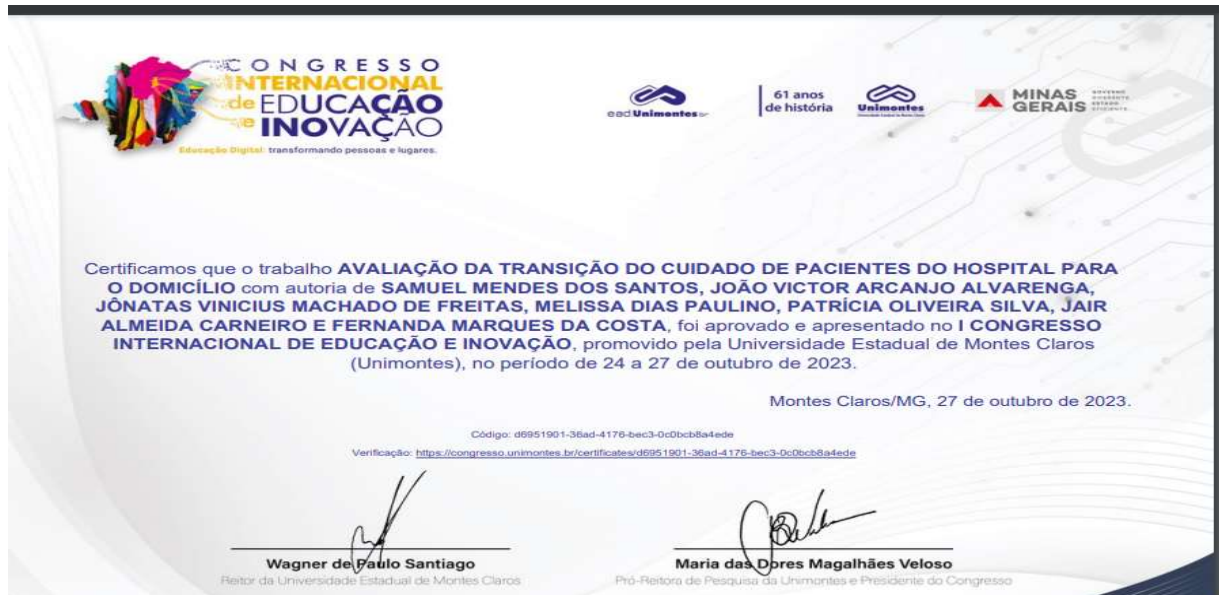 CONGRESSO
INTERNACIONAL
de EDUCAÇÃO
e INOVAÇÃO
Educação Digital: transformando pessoas e lugares.
ead Unimontes
61 anos
de história
Unimontes
MINAS
GERAIS
GOVERNO
DIFERENTE.
ESTADO
EFICIENTE.
Certificamos que o trabalho AVALIAÇÃO DA TRANSIÇÃO DO CUIDADO DE PACIENTES DO HOSPITAL PARA
O DOMICÍLIO com autoria de SAMUEL MENDES DOS SANTOS, JOÃO VICTOR ARCANJO ALVARENGA,
JÔNATAS VINICIUS MACHADO DE FREITAS, MELISSA DIAS PAULINO, PATRÍCIA OLIVEIRA SILVA, JAIR
ALMEIDA CARNEIRO E FERNANDA MARQUES DA COSTA, foi aprovado e apresentado no I CONGRESSO
INTERNACIONAL DE EDUCAÇÃO E INOVAÇÃO, promovido pela Universidade Estadual de Montes Claros
(Unimontes), no período de 24 a 27 de outubro de 2023.
Montes Claros/MG, 27 de outubro de 2023.
Código: d6951901-36ad-4176-bec3-0c0bcb8a4ede
Verificação: https://congresso.unimontes.br/certificates/d6951901-36ad-4176-bec3-0c0bcb8a4ede
Wagner de Paulo Santiago
Reitor da Universidade Estadual de Montes Claros
Maria das Dores Magalhães Veloso
Pró-Reitora de Pesquisa da Unimontes e Presidente do Congresso